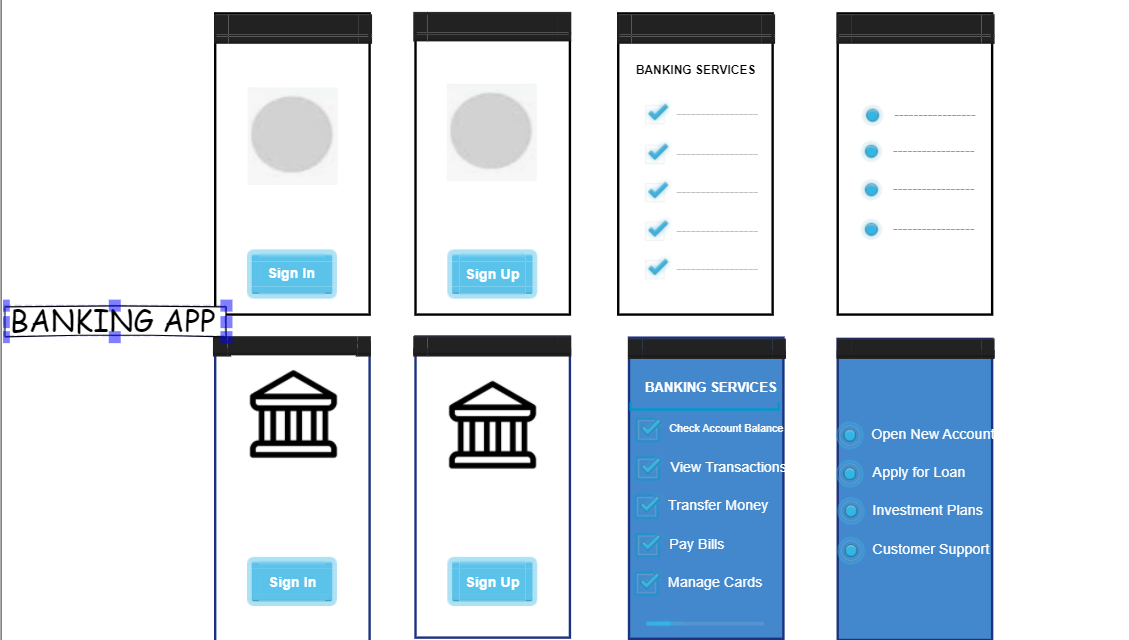 BANKING SERVICES
Sign In
Sign Up
BANKING APP
BANKING SERVICES
Check Account Balance
View Transactions
Transfer Money
Pay Bills
Manage Cards
Open New Account
Apply for Loan
Investment Plans
Customer Support
Sign In
Sign Up